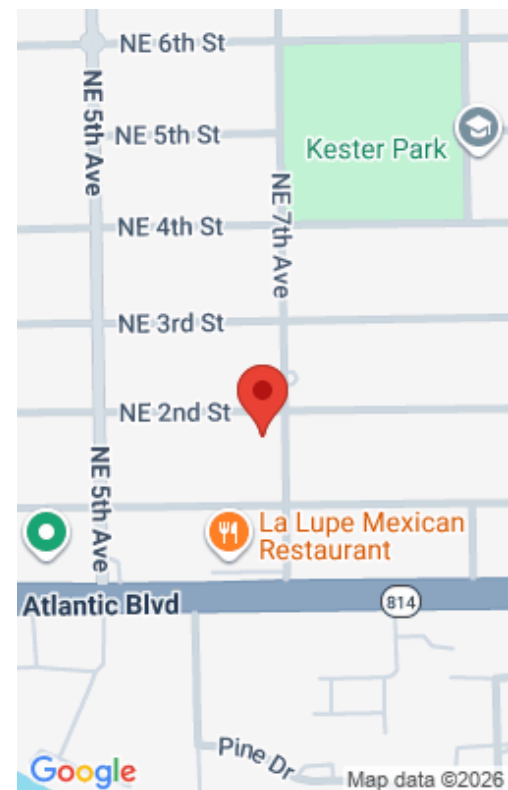 NE 6th St
NE 5th Ave
NE 5th St
Kester Park
NE 7th Ave
NE 4th St
NE 3rd St
NE 2nd St
NE 5th Ave
La Lupe Mexican
Restaurant
Atlantic Blvd
814
Pine Dr
Google
Map data ©2026